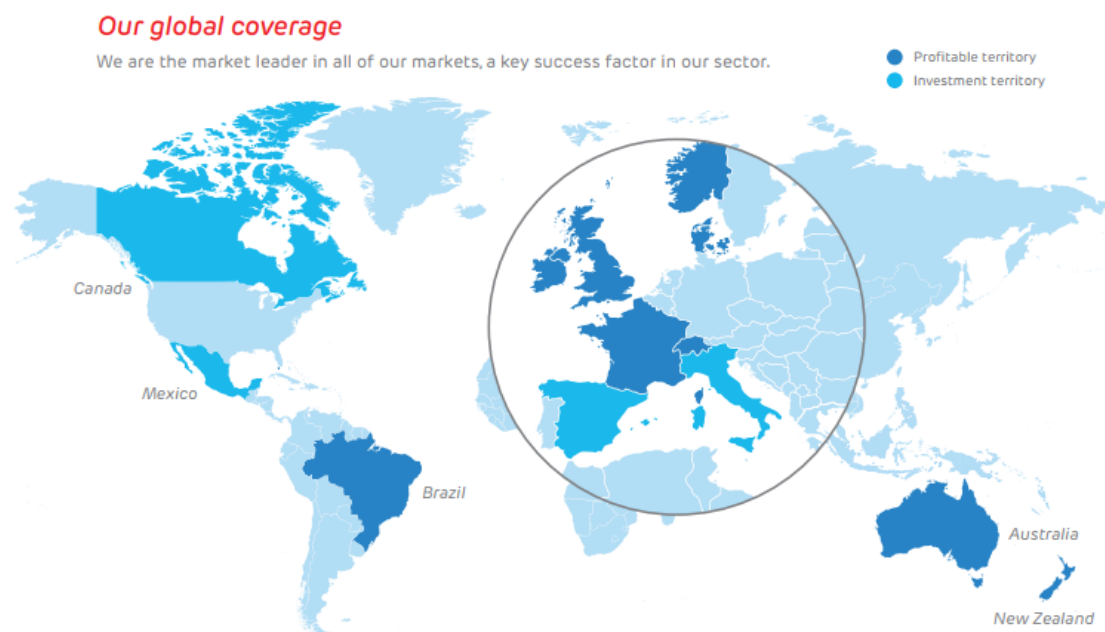 Our global coverage
We are the market leader in all of our markets, a key success factor in our sector.
Profitable territory
Investment territory
Canada
Mexico
Brazil
Australia
New Zealand